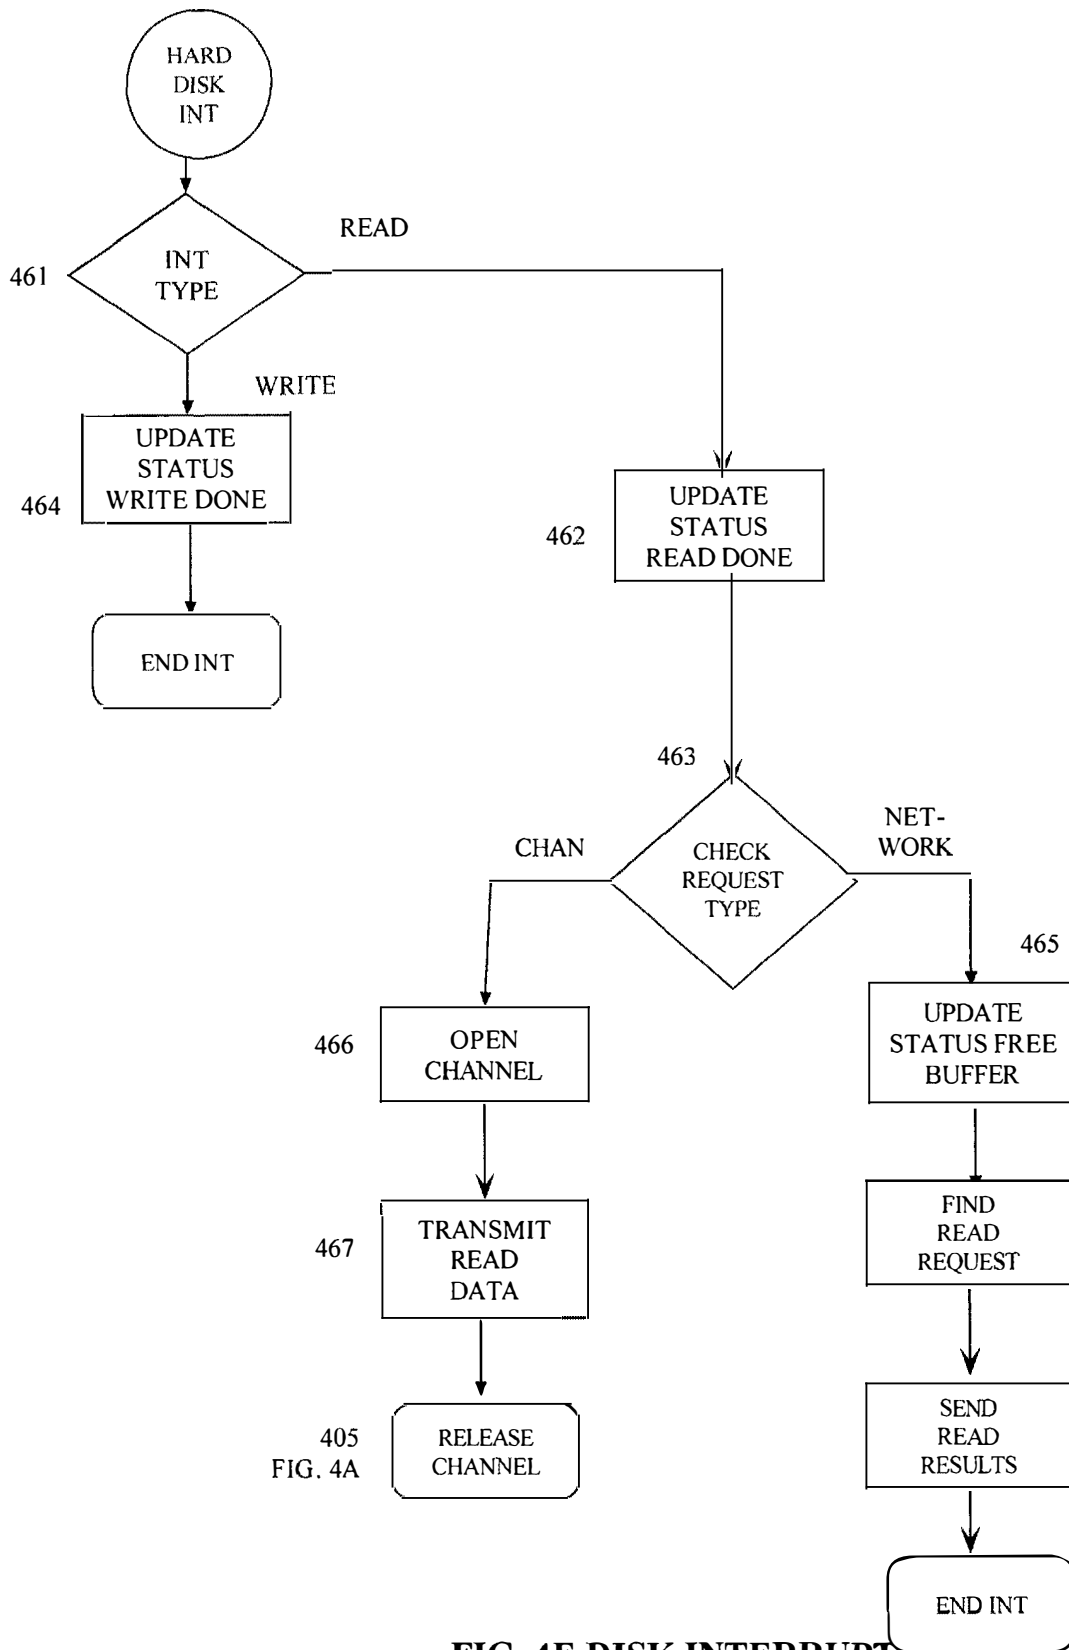 HARD
DISK
INT
READ
461
INT
TYPE
WRITE
UPDATE
STATUS
WRITE DONE
464
END INT
UPDATE
STATUS
READ DONE
462
463
CHECK
REQUEST
TYPE
CHAN
NET-
WORK
465
UPDATE
STATUS FREE
BUFFER
466
OPEN
CHANNEL
467
TRANSMIT
READ
DATA
FIND
READ
REQUEST
405
FIG. 4A
RELEASE
CHANNEL
SEND
READ
RESULTS
END INT
DISK INTERRUPT